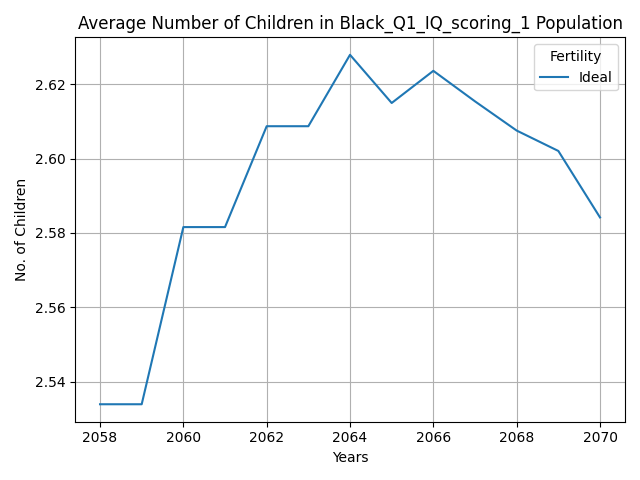 Average Number of Children in Black_Q1_IQ_scoring_1 Population
Fertility
Ideal
2.62
2.60
2.58
2.56
2.54
No. of Children
2058 2060 2062 2064 2066 2068 2070
Years